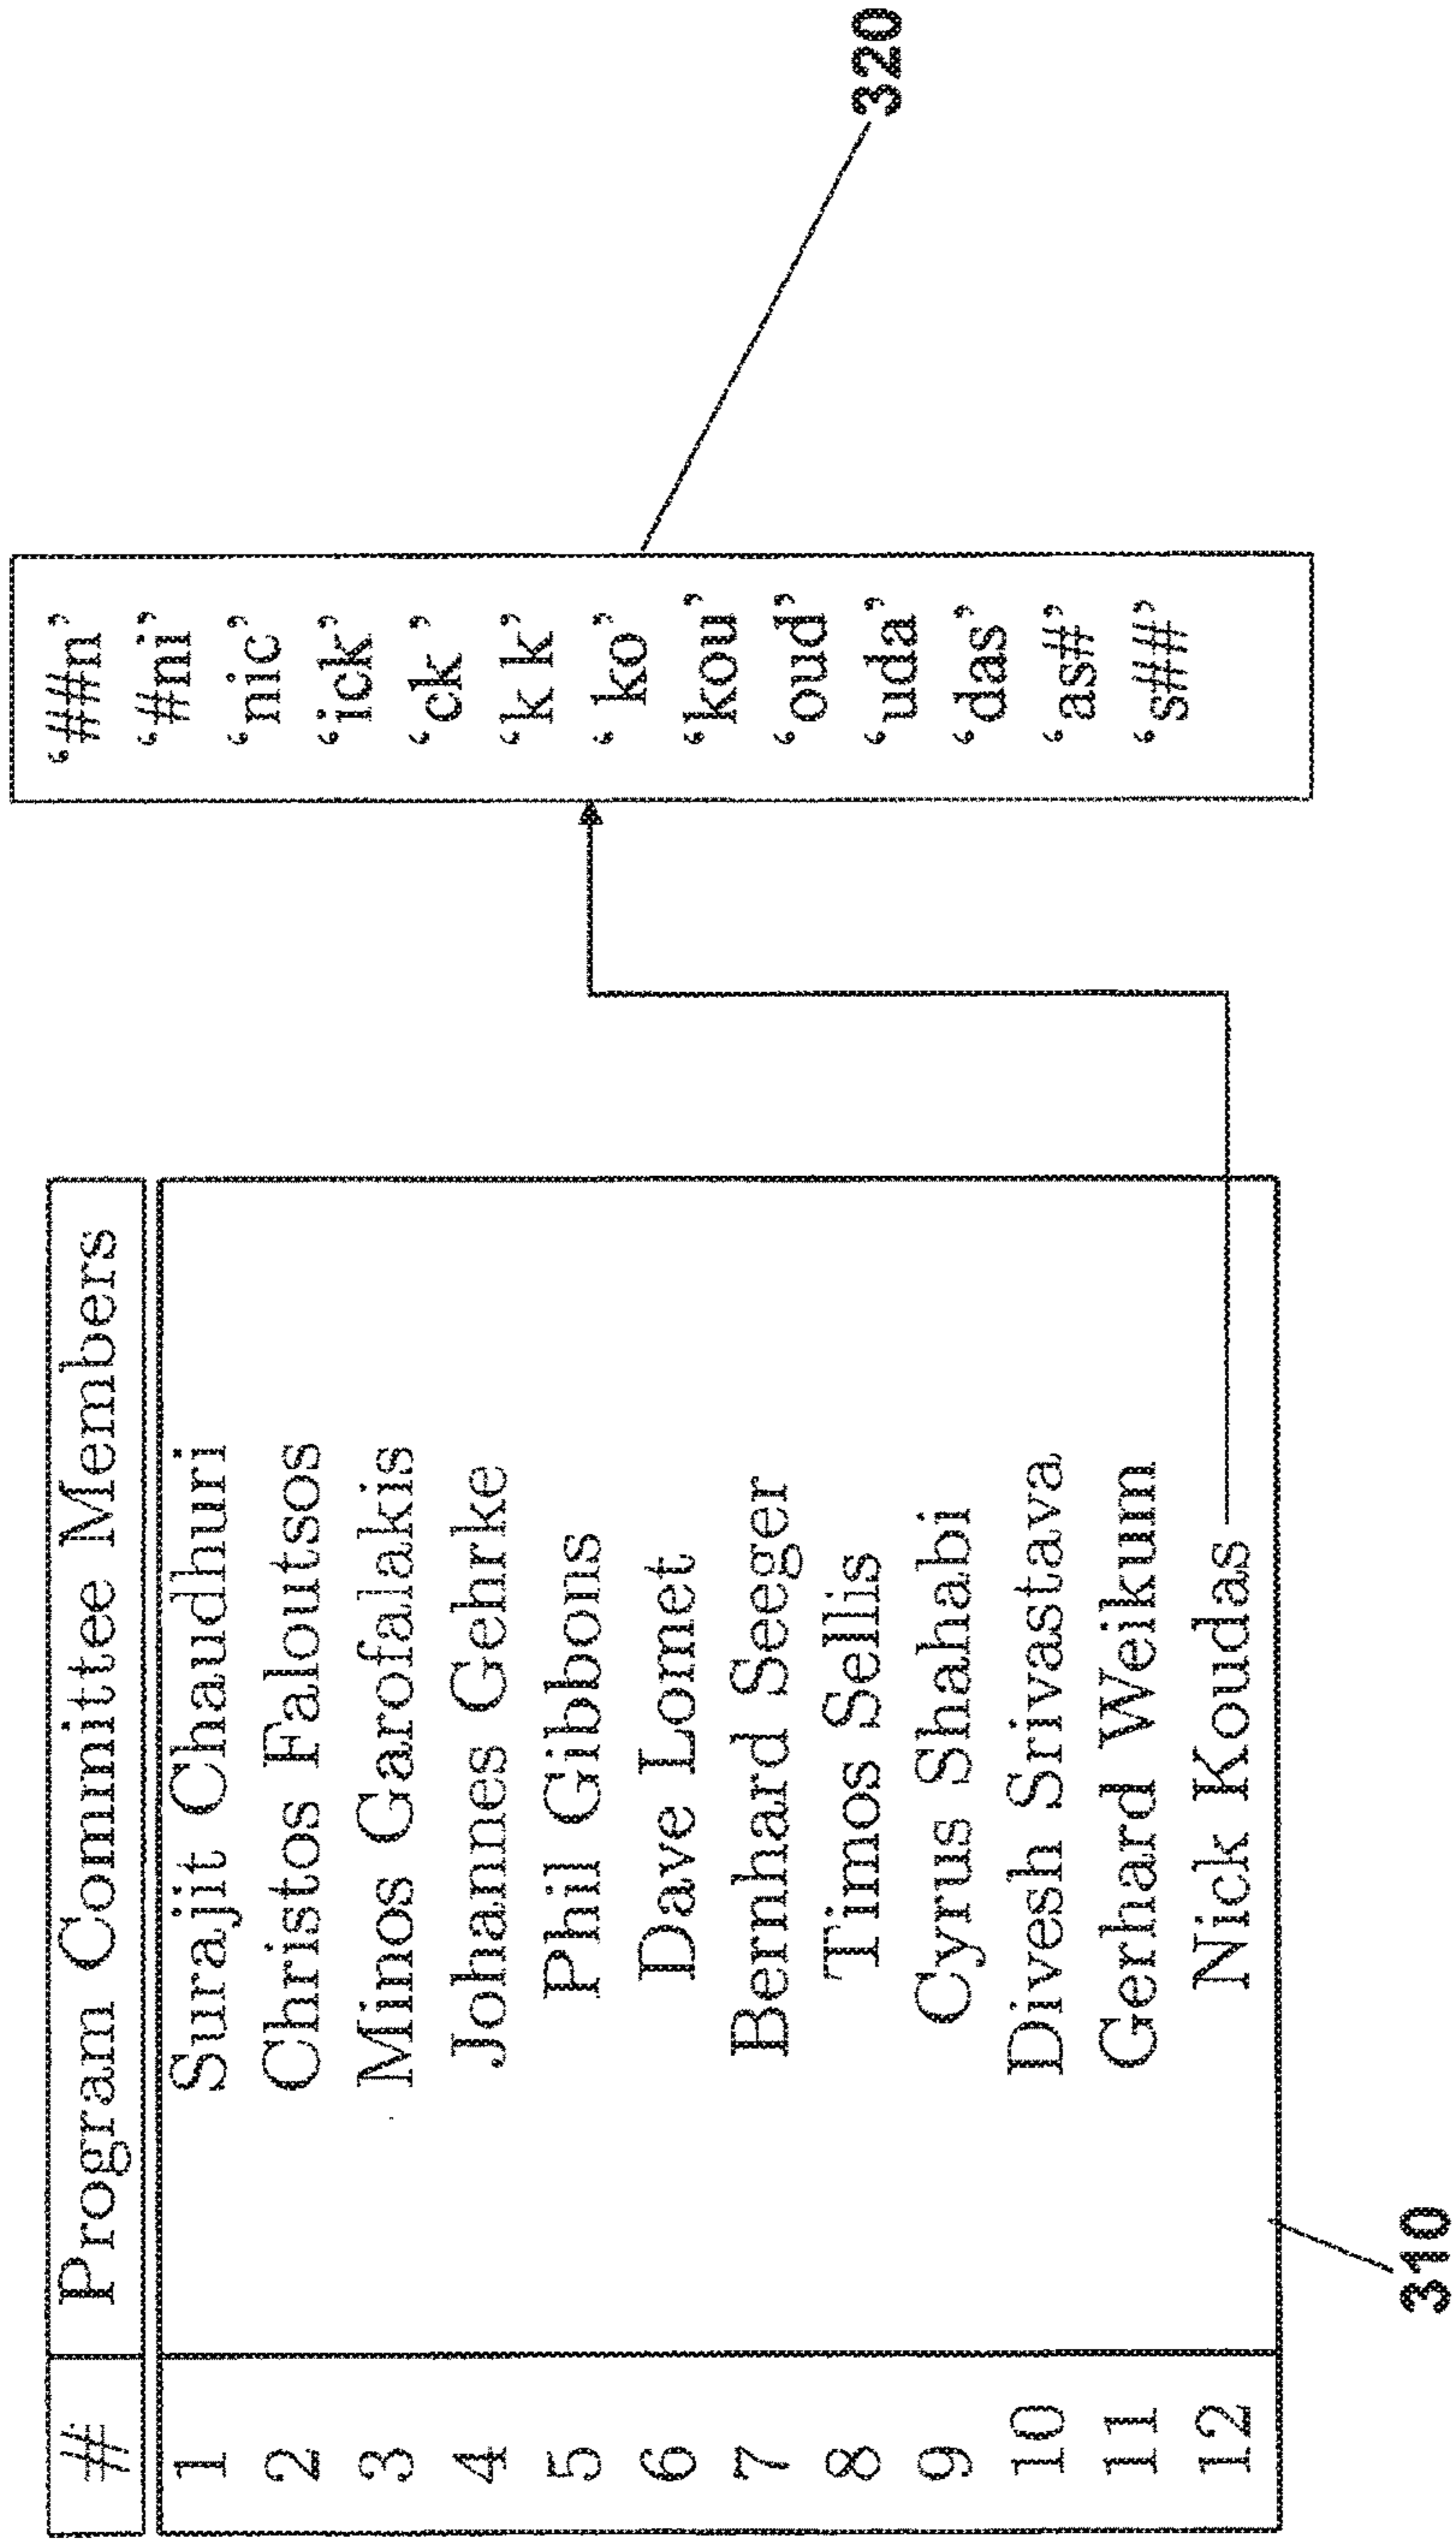 # Program Committee Members
1 Surajit Chaudhuri
2 Christos Faloutsos
3 Minos Garofalakis
4 Johannes Gehrke
5 Phil Gibbons
6 Dave Lomet
7 Bernhard Seeger
8 Timos Sellis
9 Cyrus Shahabi
10 Divesh Srivastava
11 Gerhard Weikum
12 Nick Koudas
310
‘##n’
‘#ni’
‘nic’
‘ick’
‘ck ’
‘k k’
‘ ko’
‘kou’
‘oud’
‘uda’
‘das’
‘as#’
‘s##’
320